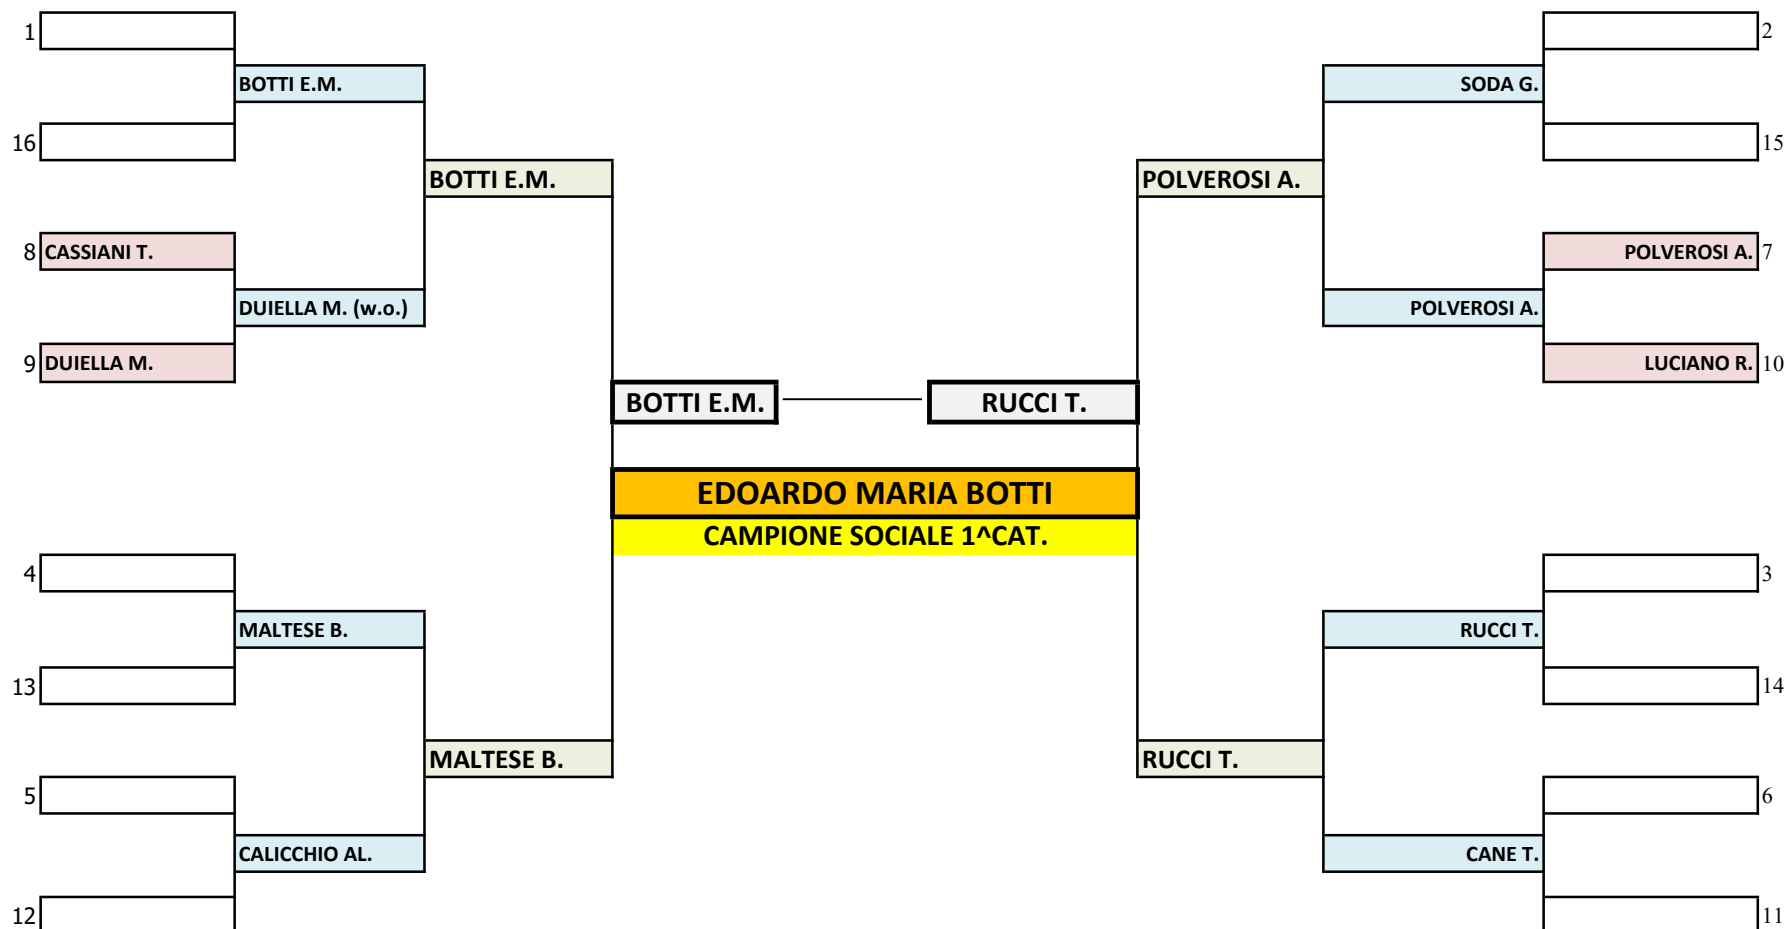 1
2
BOTTI E.M.
SODA G.
16
15
BOTTI E.M.
POLVEROSI A.
8 CASSIANI T.
POLVEROSI A. 7
DUIELLA M. (w.o.)
POLVEROSI A.
9 DUIELLA M.
LUCIANO R. 10
BOTTI E.M.
RUCCI T.
EDOARDO MARIA BOTTI
CAMPIONE SOCIALE 1^CAT.
4
3
MALTESE B.
RUCCI T.
13
14
MALTESE B.
RUCCI T.
5
6
CALICCHIO AL.
CANE T.
12
11